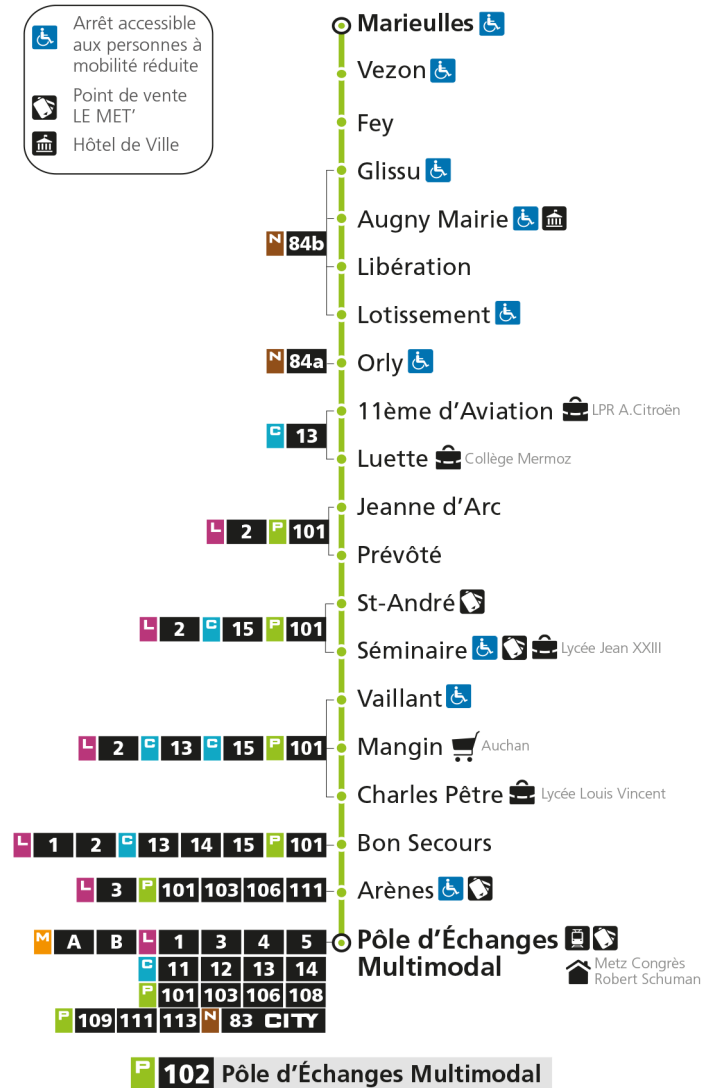 Arrêt accessible
aux personnes à
mobilité réduite
Point de vente
LE MET'
Hôtel de Ville
Marieulles
Vezon
Fey
Glissu
Augny Mairie
N 84b
Libération
Lotissement
N 84a Orly
11ème d'Aviation LPR A.Citroën
C 13
Luette Collège Mermoz
Jeanne d'Arc
L 2 P 101
Prévôté
St-André
L 2 C 15 P 101
Séminaire Lycée Jean XXIII
Vaillant
L 2 C 13 C 15 P 101 Mangin Auchan
Charles Pêtre Lycée Louis Vincent
L 1 2 C 13 14 15 P 101 Bon Secours
L 3 P 101 103 106 111 Arènes
M A B L 1 3 4 5 Pôle d'Échanges
C 11 12 13 14 Multimodal Metz Congrès
Robert Schuman
P 101 103 106 108
P 109 111 113 N 83 CITY
P 102 Pôle d'Échanges Multimodal